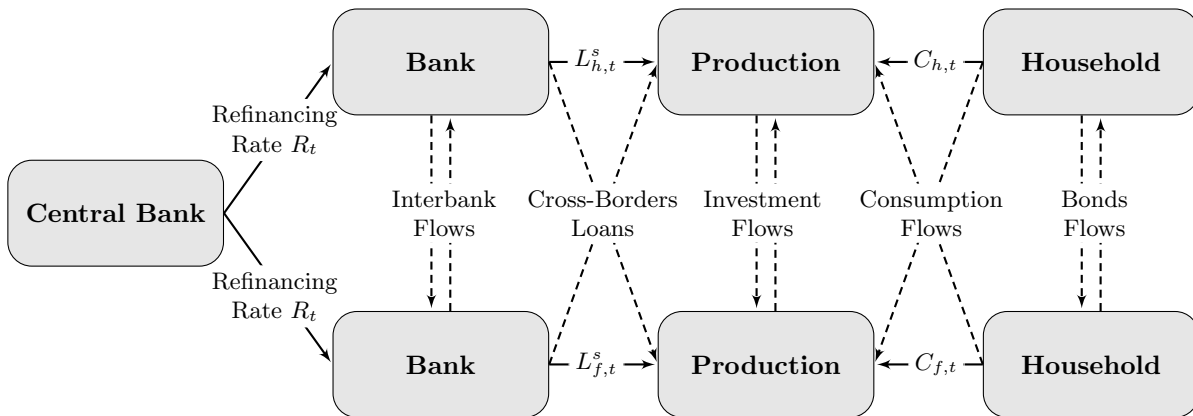 Bank
$L^s_{h,t}$
Production
$C_{h,t}$
Household
Refinancing
Rate $R_t$
Central Bank
Interbank
Flows
Cross-Borders
Loans
Investment
Flows
Consumption
Flows
Bonds
Flows
Refinancing
Rate $R_t$
Bank
$L^s_{f,t}$
Production
$C_{f,t}$
Household